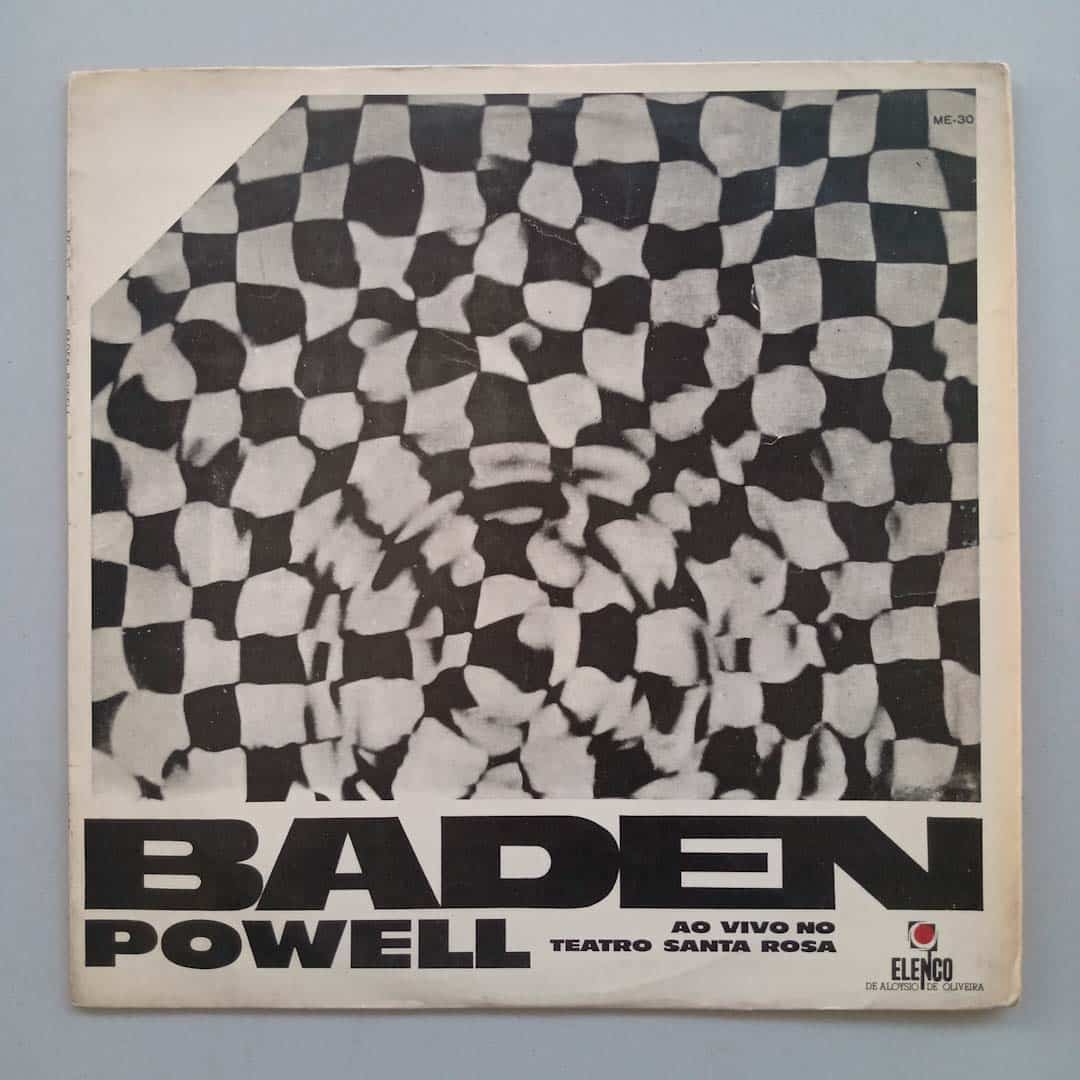 ME-30
BADEN
POWELL
AO VIVO NO
TEATRO SANTA ROSA
ELENCO
DE ALOYSIO DE OLIVEIRA